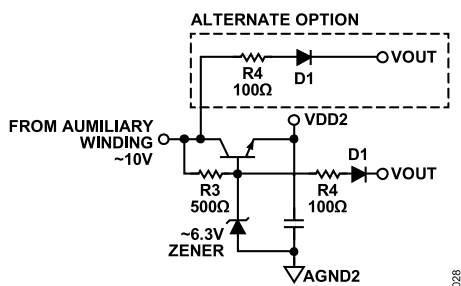 ALTERNATE OPTION
R4
100Ω
D1
VOUT
VDD2
FROM AUMILIARY
WINDING
~10V
R3
500Ω
R4
100Ω
D1
VOUT
~6.3V
ZENER
AGND2
028